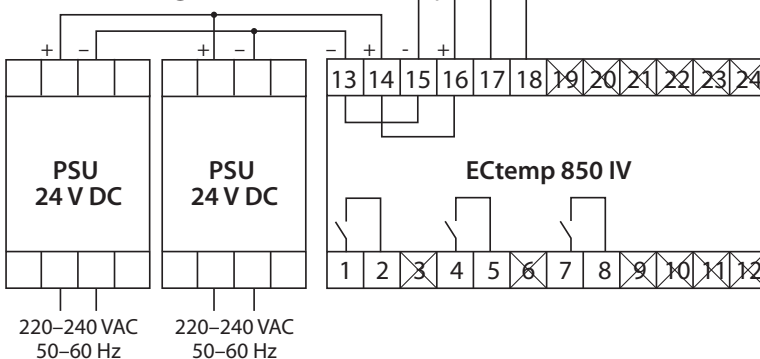 + – + – – + - +
13 14 15 16 17 18 19 20 21 22 23 24
PSU
24 V DC
PSU
24 V DC
ECtemp 850 IV
1 2 3 4 5 6 7 8 9 10 11 12
220–240 VAC
50–60 Hz
220–240 VAC
50–60 Hz